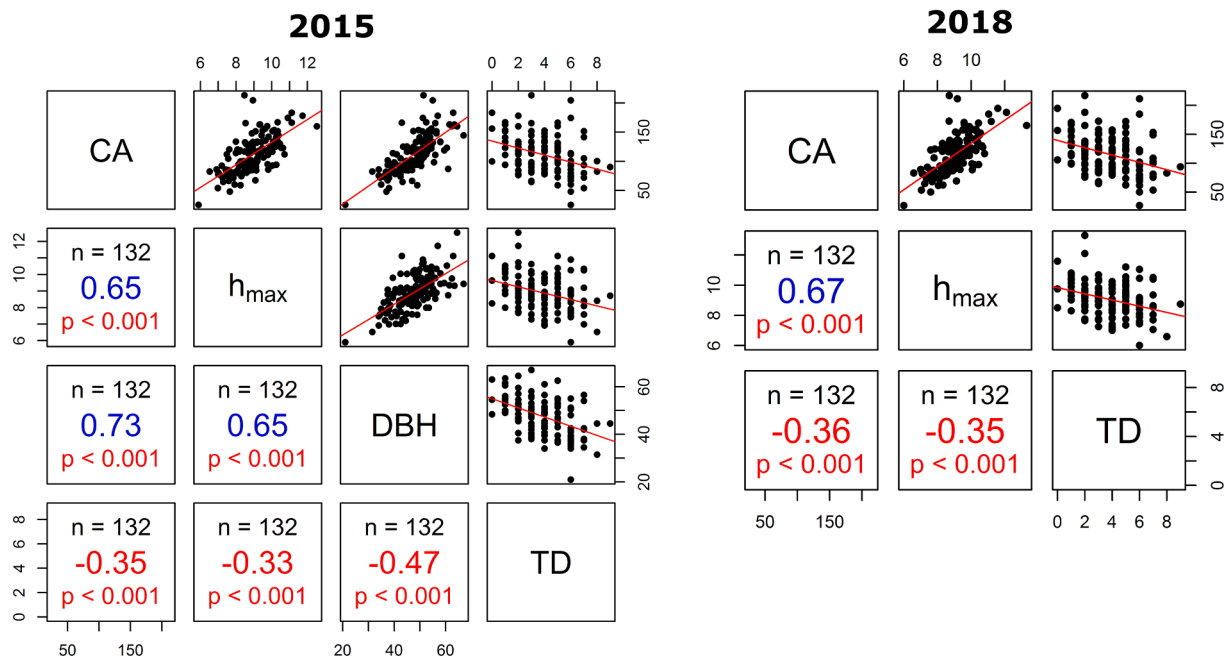 2015
2018
6 8 10 12
0 2 4 6 8
6 8 10
CA
50 150
CA
50 150
6 8 10 12
n = 132
0.65
p < 0.001
hmax
6 8 10
n = 132
0.67
p < 0.001
hmax
n = 132
0.73
p < 0.001
n = 132
0.65
p < 0.001
DBH
20 40 60
n = 132
-0.36
p < 0.001
n = 132
-0.35
p < 0.001
TD
0 4 8
50 150
0 2 4 6 8
0 2 4 6 8
n = 132
-0.35
p < 0.001
n = 132
-0.33
p < 0.001
n = 132
-0.47
p < 0.001
TD
50 150
20 40 60